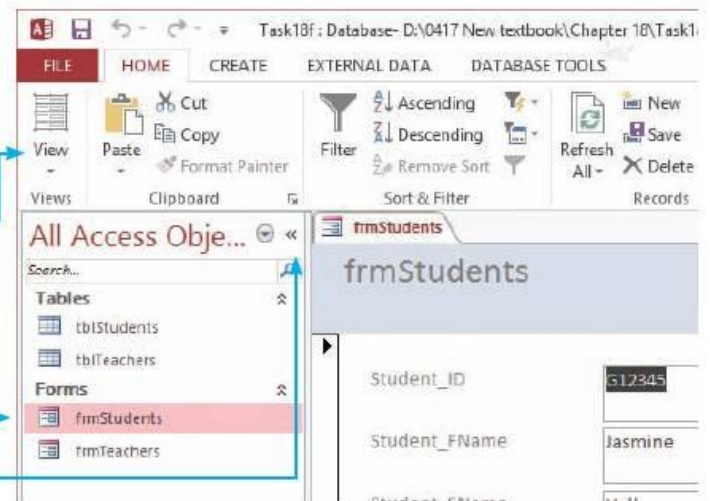 Task18f : Database- D:\0417 New textbook\Chapter 18\Task1
FILE HOME CREATE EXTERNAL DATA DATABASE TOOLS
View
Paste
Cut
Copy
Format Painter
Filter
Ascending
Descending
Remove Sort
Refresh
All
New
Save
Delete
Views Clipboard Sort & Filter Records
All Access Obje...
Search...
Tables
tblStudents
tblTeachers
Forms
frmStudents
frmTeachers
frmStudents
frmStudents
Student_ID G12345
Student_FName Jasmine